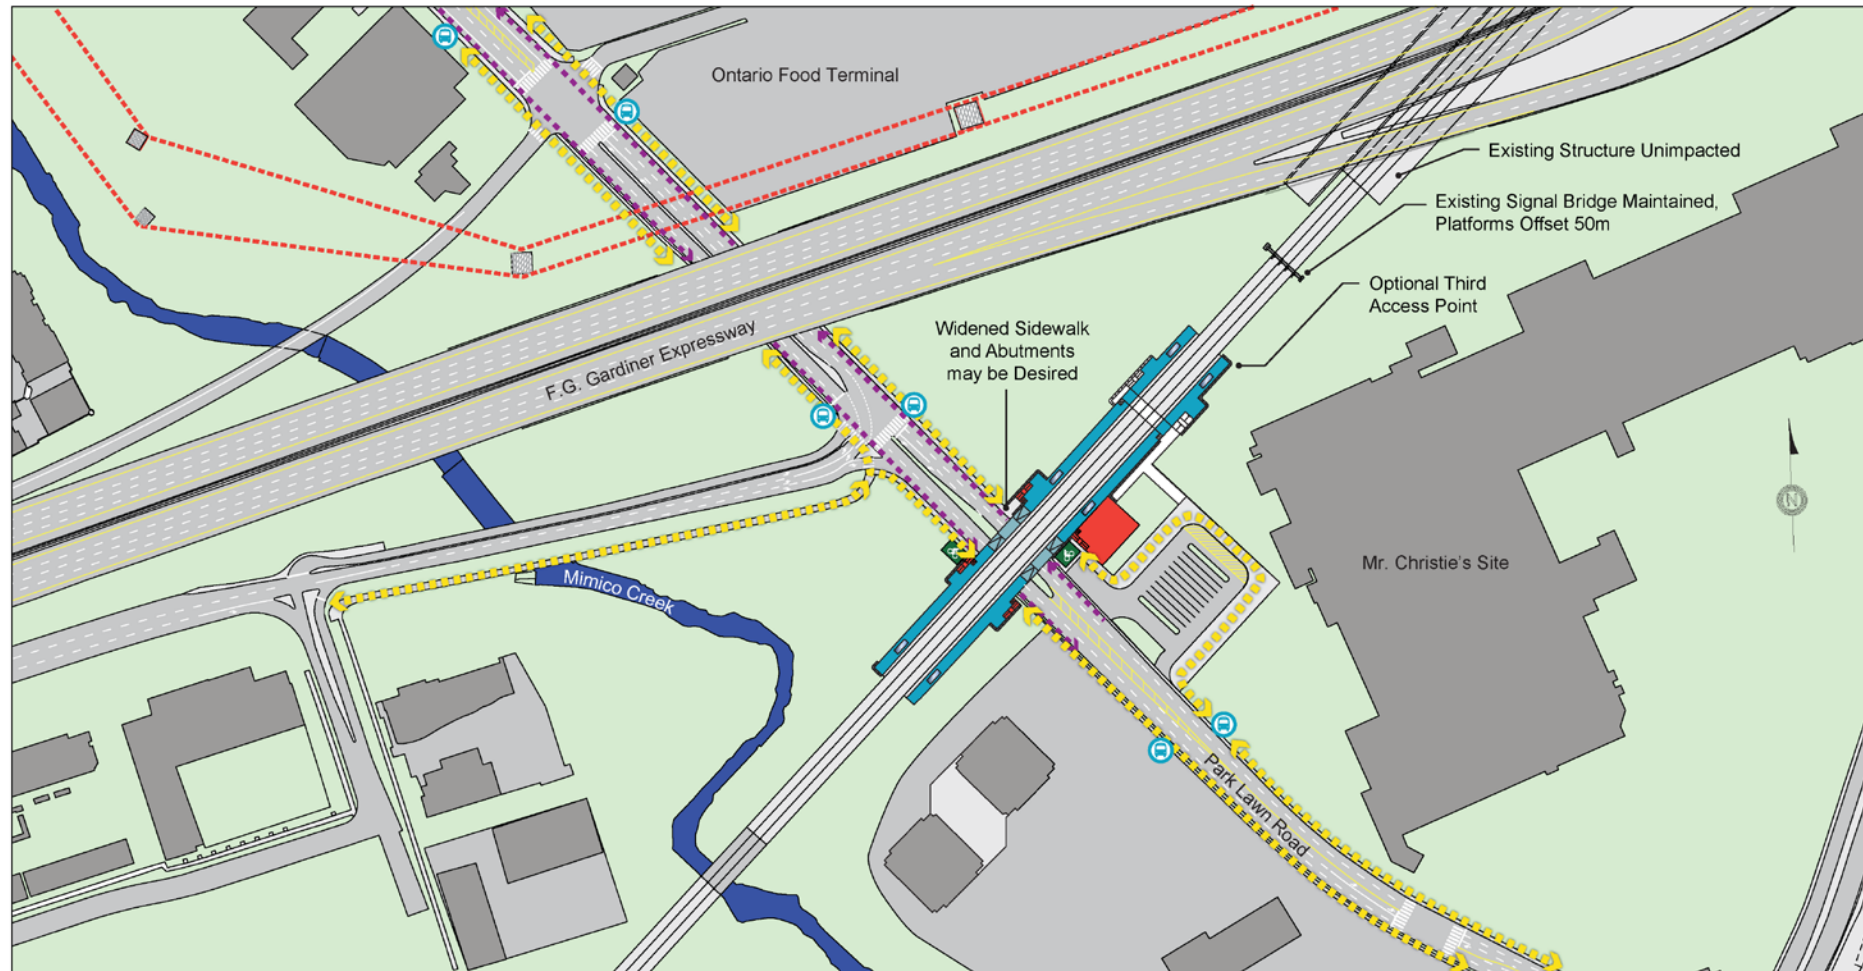 Ontario Food Terminal
Existing Structure Unimpacted
Existing Signal Bridge Maintained,
Platforms Offset 50m
Optional Third
Access Point
Widened Sidewalk
and Abutments
may be Desired
F.G. Gardiner Expressway
Mr. Christie's Site
N
Mimico Creek
Park Lawn Road